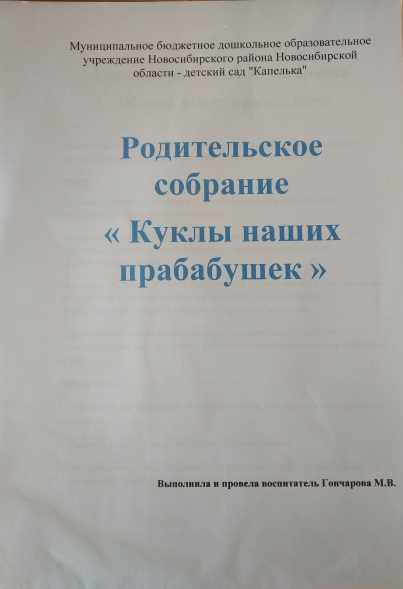 Муниципальное бюджетное дошкольное образовательное
учреждение Новосибирского района Новосибирской
области - детский сад "Капелька"
Родительское
собрание
« Куклы наших
прабабушек »
Выполнила и провела воспитатель Гончарова М.В.